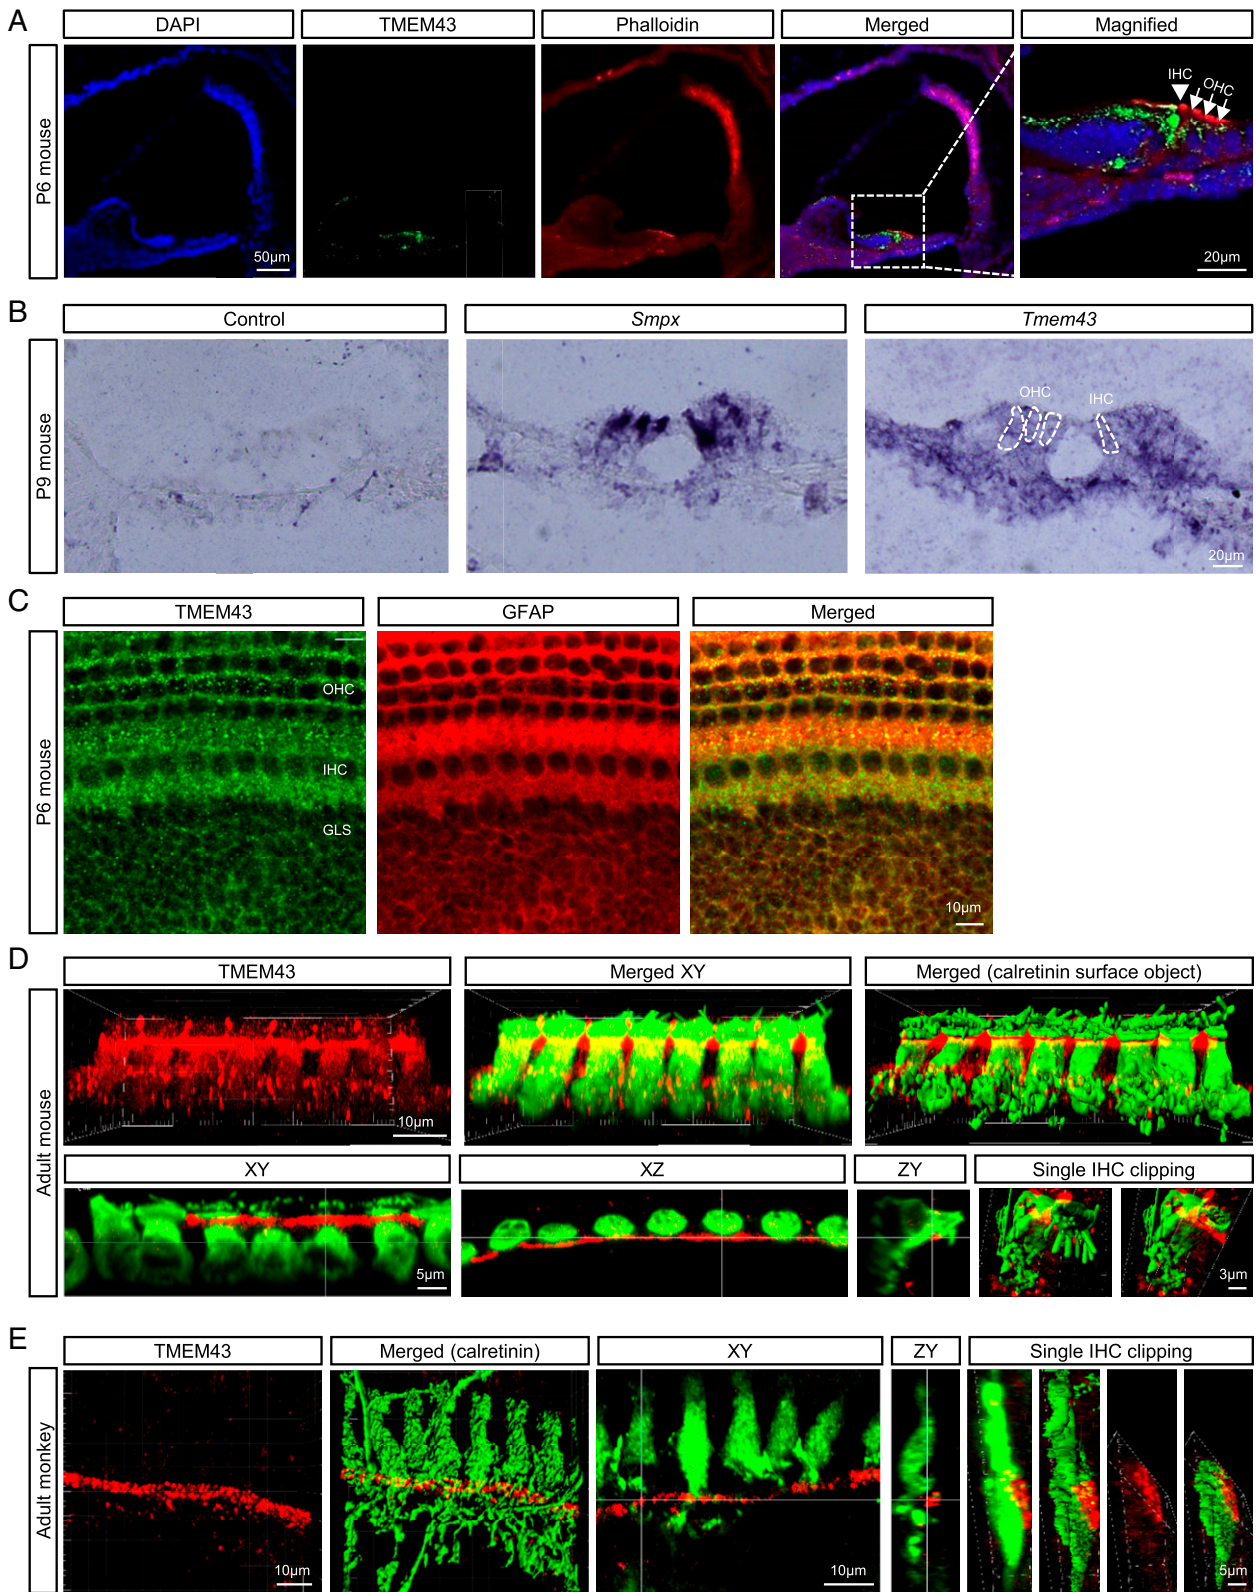 A
DAPI
TMEM43
Phalloidin
Merged
Magnified
P6 mouse
IHC
OHC
50µm
20µm
B
Control
Smpx
Tmem43
P9 mouse
OHC
IHC
20µm
C
TMEM43
GFAP
Merged
P6 mouse
OHC
IHC
GLS
10µm
D
TMEM43
Merged XY
Merged (calretinin surface object)
Adult mouse
10µm
XY
XZ
ZY
Single IHC clipping
5µm
3µm
E
TMEM43
Merged (calretinin)
XY
ZY
Single IHC clipping
Adult monkey
10µm
10µm
5µm